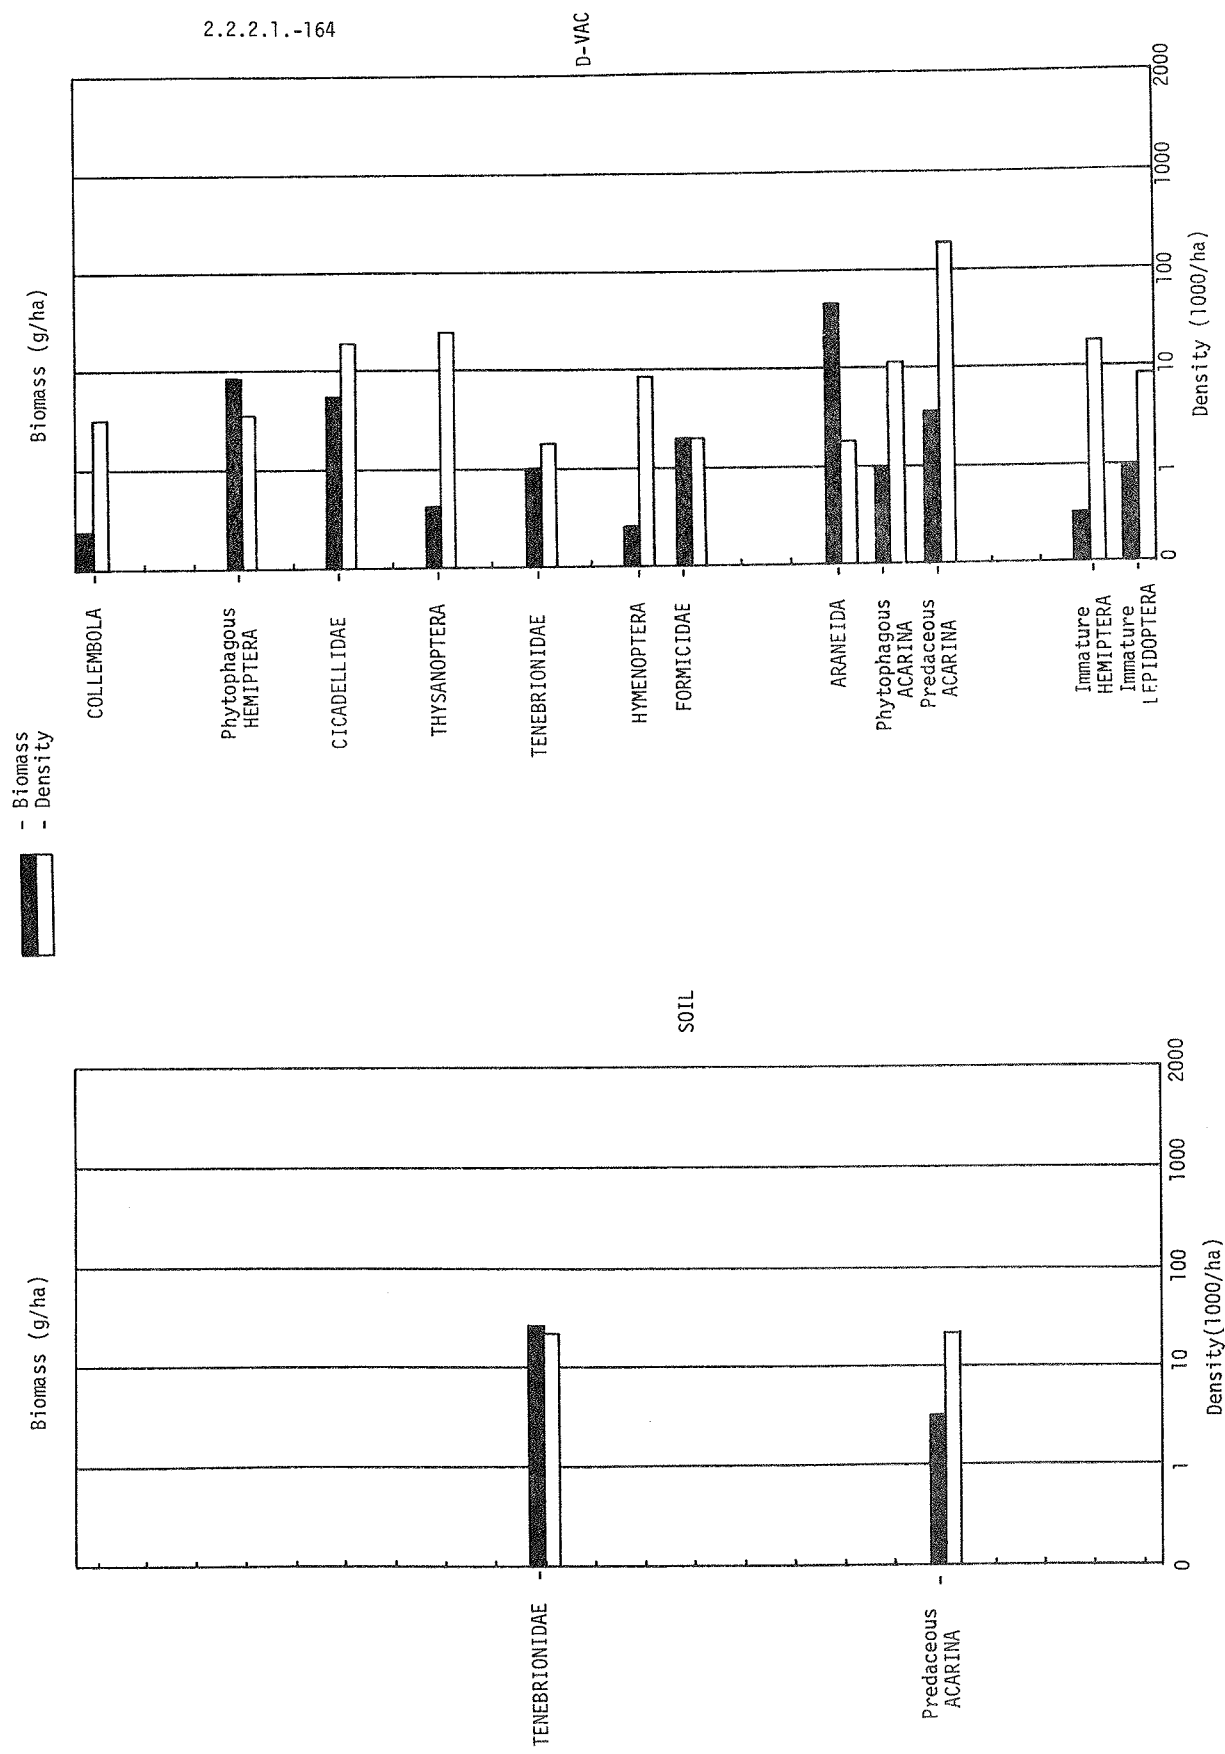 2.2.2.1.-164
- Biomass
- Density
D-VAC
Biomass (g/ha)
COLLEMBOLA
Phytophagous
HEMIPTERA
CICADELLIDAE
THYSANOPTERA
TENEBRIONIDAE
HYMENOPTERA
FORMICIDAE
ARANEIDA
Phytophagous
ACARINA
Predaceous
ACARINA
Immature
HEMIPTERA
Immature
LEPIDOPTERA
0 1 10 100 1000 2000
Density (1000/ha)
SOIL
Biomass (g/ha)
TENEBRIONIDAE
Predaceous
ACARINA
0 1 10 100 1000 2000
Density(1000/ha)